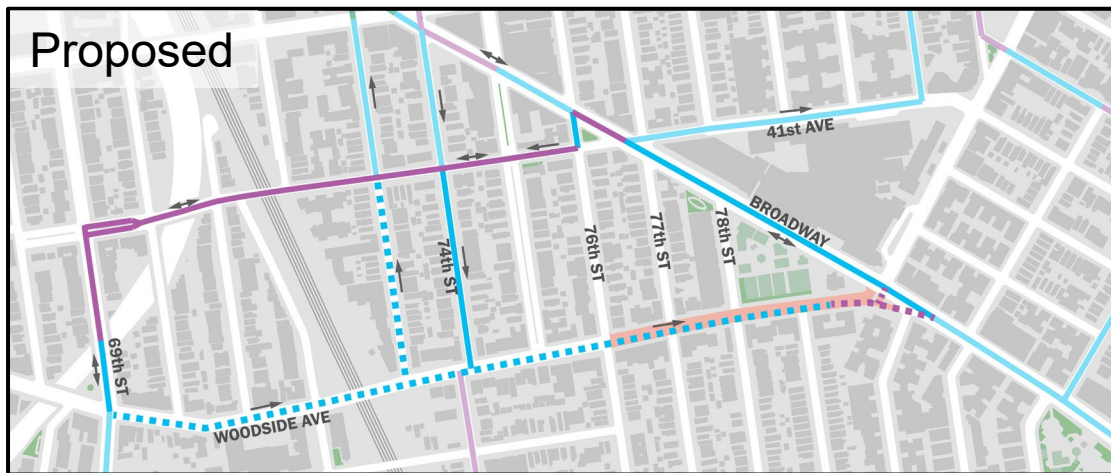 Proposed
41st AVE
BROADWAY
74th ST
76th ST
77th ST
78th ST
69th ST
WOODSIDE AVE